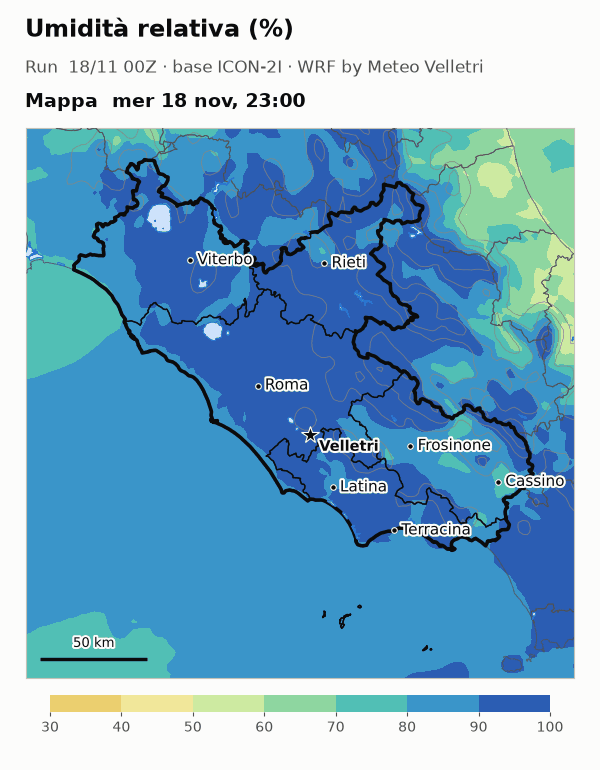 Umidità relativa (%)
Run  18/11 00Z · base ICON-2I · WRF by Meteo Velletri
Mappa  mer 18 nov, 23:00
Viterbo
Rieti
Roma
Velletri
Frosinone
Latina
Cassino
Terracina
50 km
30 40 50 60 70 80 90 100